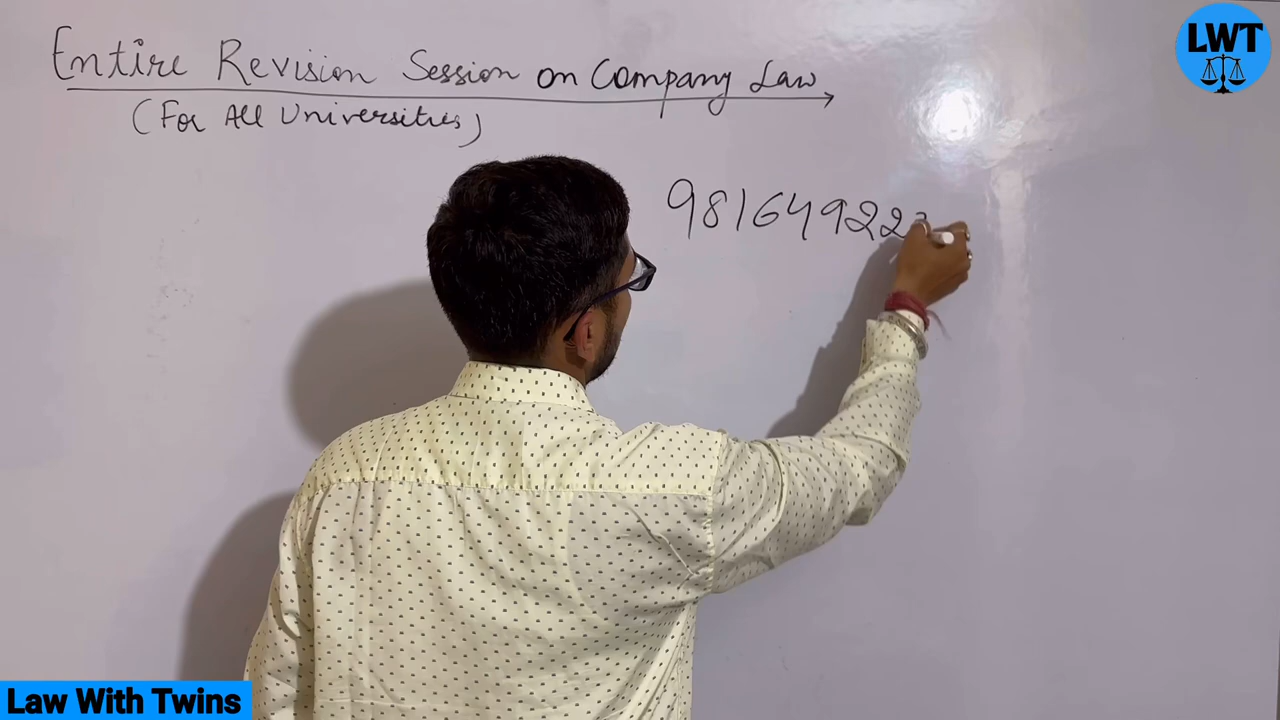 Entire Revision Session on Company Law
(For All Universities)
LWT
98164922
Law With Twins